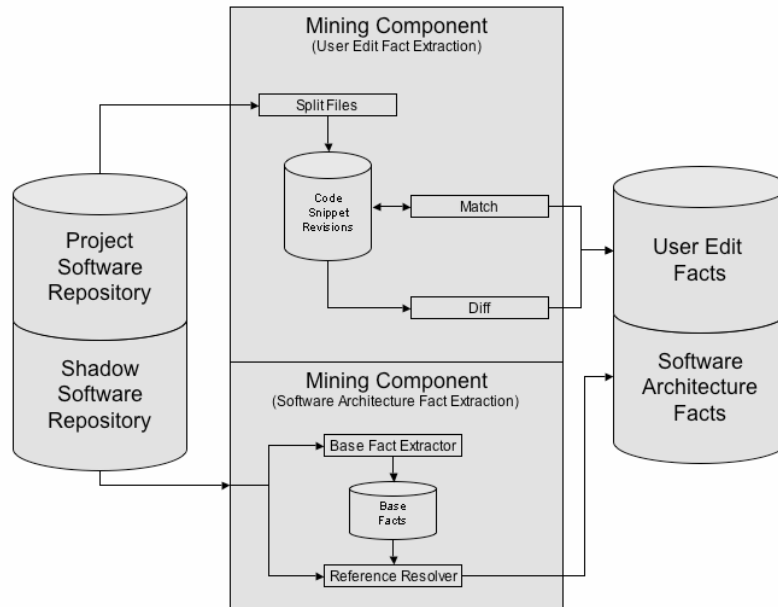 Mining Component
(User Edit Fact Extraction)
Split Files
Code
Snippet
Revisions
Match
Diff
Project
Software
Repository
Shadow
Software
Repository
User Edit
Facts
Software
Architecture
Facts
Mining Component
(Software Architecture Fact Extraction)
Base Fact Extractor
Base
Facts
Reference Resolver